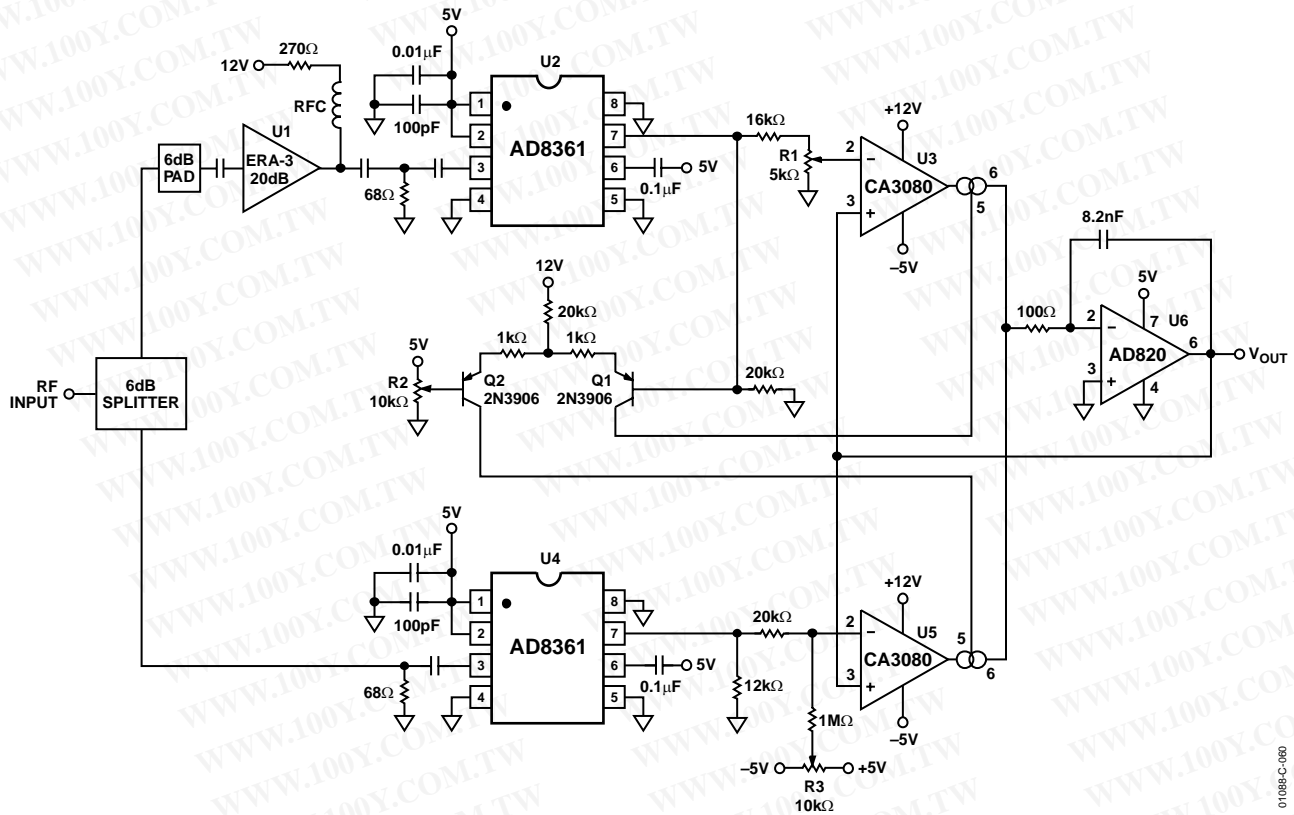 5V
0.01μF
100pF
270Ω
12V
RFC
U1
ERA-3
20dB
6dB
PAD
68Ω
U2
AD8361
1
2
3
4
8
7
6
5
5V
0.1μF
16kΩ
R1
5kΩ
+12V
U3
CA3080
2
3
–5V
6
5
8.2nF
100Ω
5V
U6
AD820
2
3
7
6
4
VOUT
12V
20kΩ
1kΩ
1kΩ
5V
R2
10kΩ
Q2
2N3906
Q1
2N3906
20kΩ
RF
INPUT
6dB
SPLITTER
5V
0.01μF
100pF
68Ω
U4
AD8361
1
2
3
4
8
7
6
5
5V
0.1μF
20kΩ
12kΩ
1MΩ
–5V
+5V
R3
10kΩ
+12V
U5
CA3080
2
3
–5V
5
6
01088-C-060
WWW.100Y.COM.TW